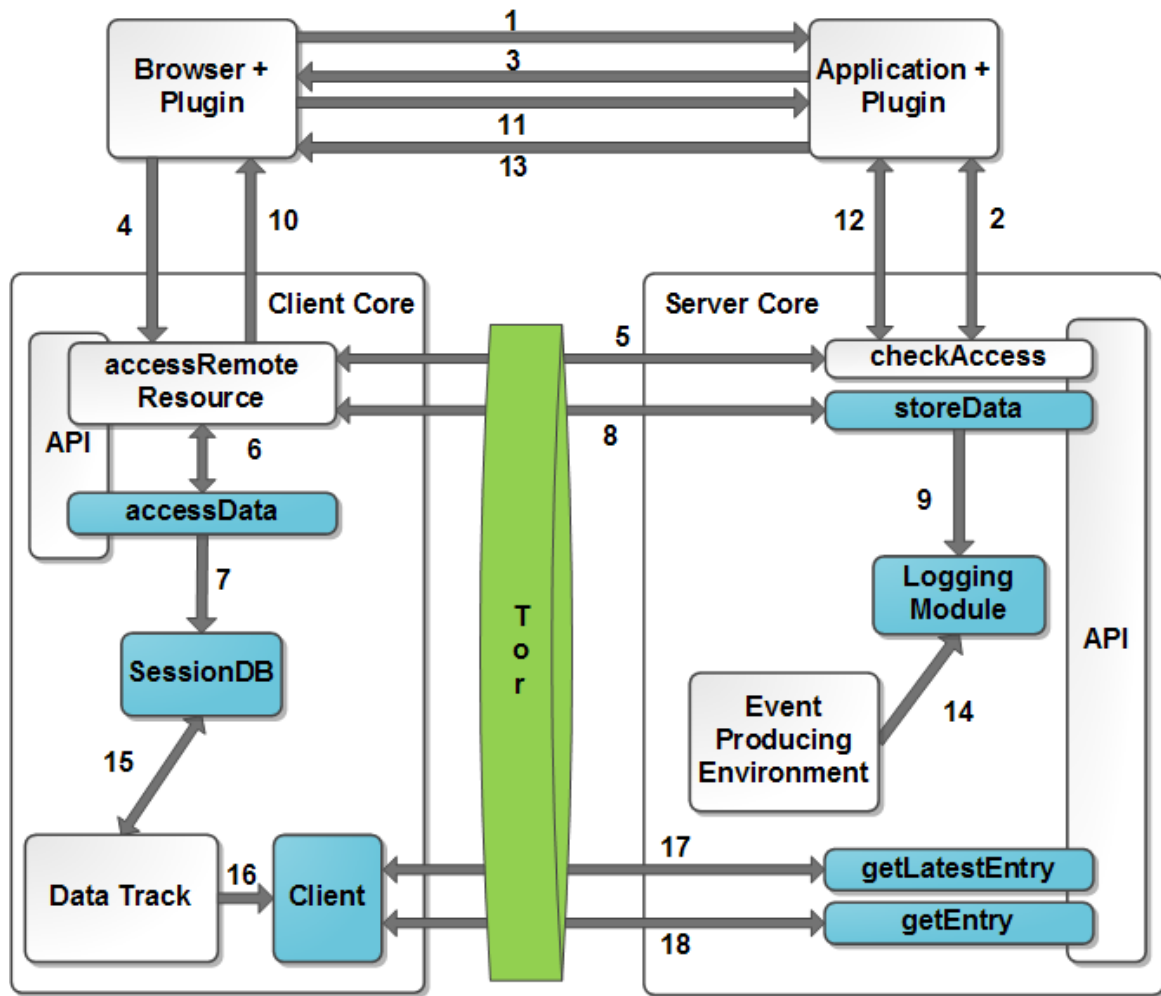 1
Browser +
Plugin
3
Application +
Plugin
11
13
4
10
12
2
Client Core
Server Core
5
accessRemote
Resource
checkAccess
storeData
API
6
8
accessData
9
7
Logging
Module
T
o
r
SessionDB
API
Event
Producing
Environment
14
15
17
16
Data Track
Client
getLatestEntry
getEntry
18